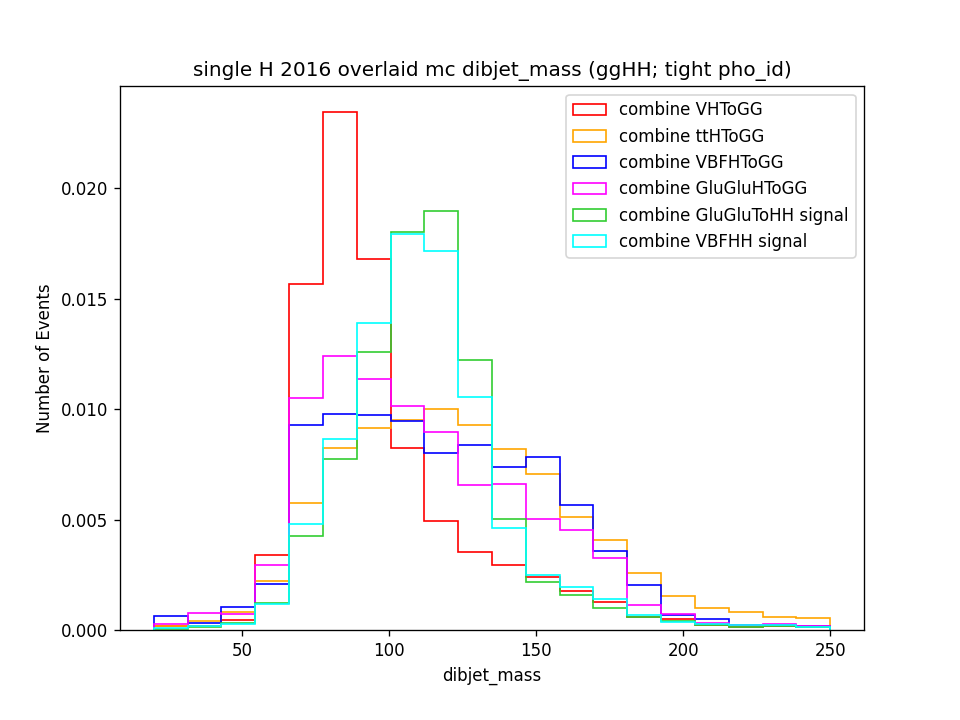 single H 2016 overlaid mc dibjet_mass (ggHH; tight pho_id)
combine VHToGG
combine ttHToGG
combine VBFHToGG
combine GluGluHToGG
combine GluGluToHH signal
combine VBFHH signal
Number of Events
0.020
0.015
0.010
0.005
0.000
50
100
150
200
250
dibjet_mass